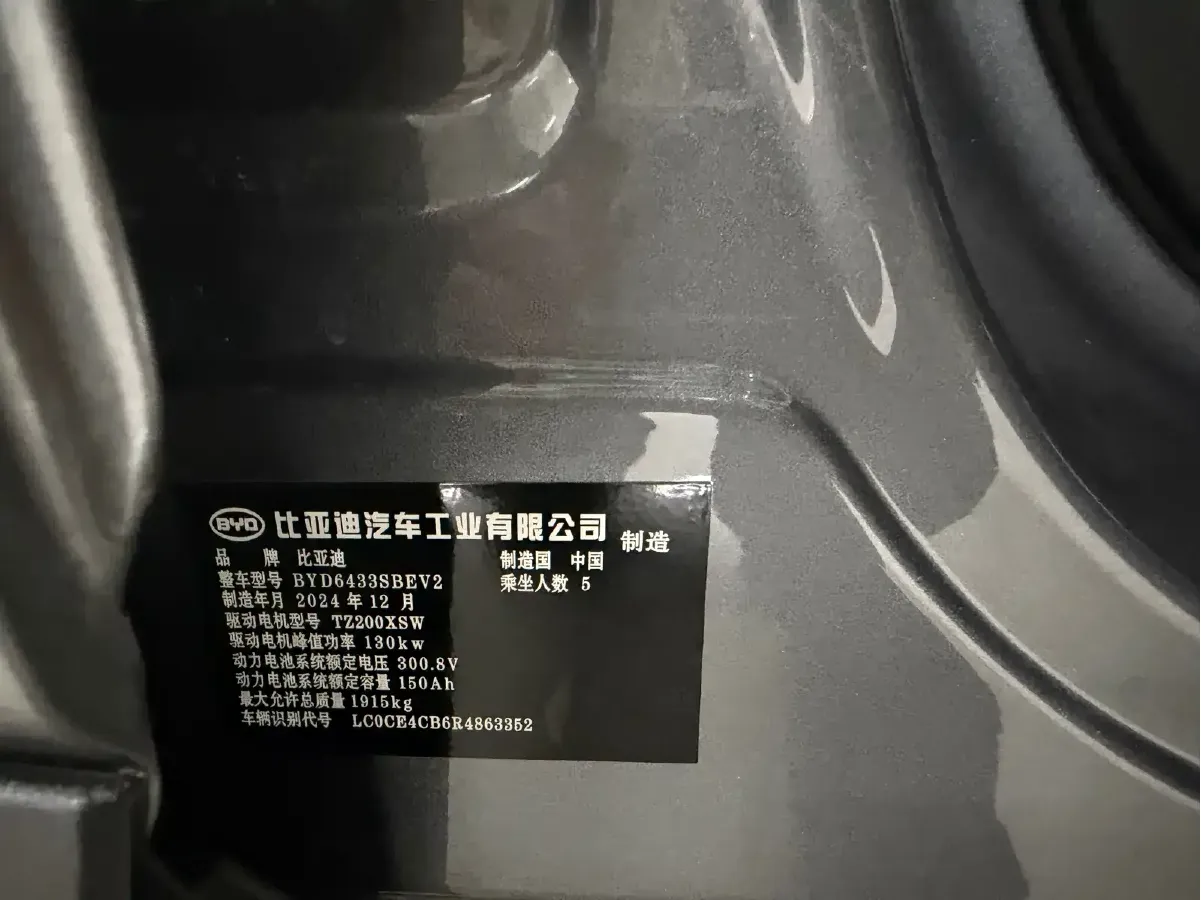 BYD 比亚迪汽车工业有限公司 制造
品 牌 比亚迪 制造国 中国
整车型号 BYD6433SBEV2 乘坐人数 5
制造年月 2024 年 12 月
驱动电机型号 TZ200XSW
驱动电机峰值功率 130kw
动力电池系统额定电压 300.8V
动力电池系统额定容量 150Ah
最大允许总质量 1915kg
车辆识别代号 LC0CE4CB6R4863352